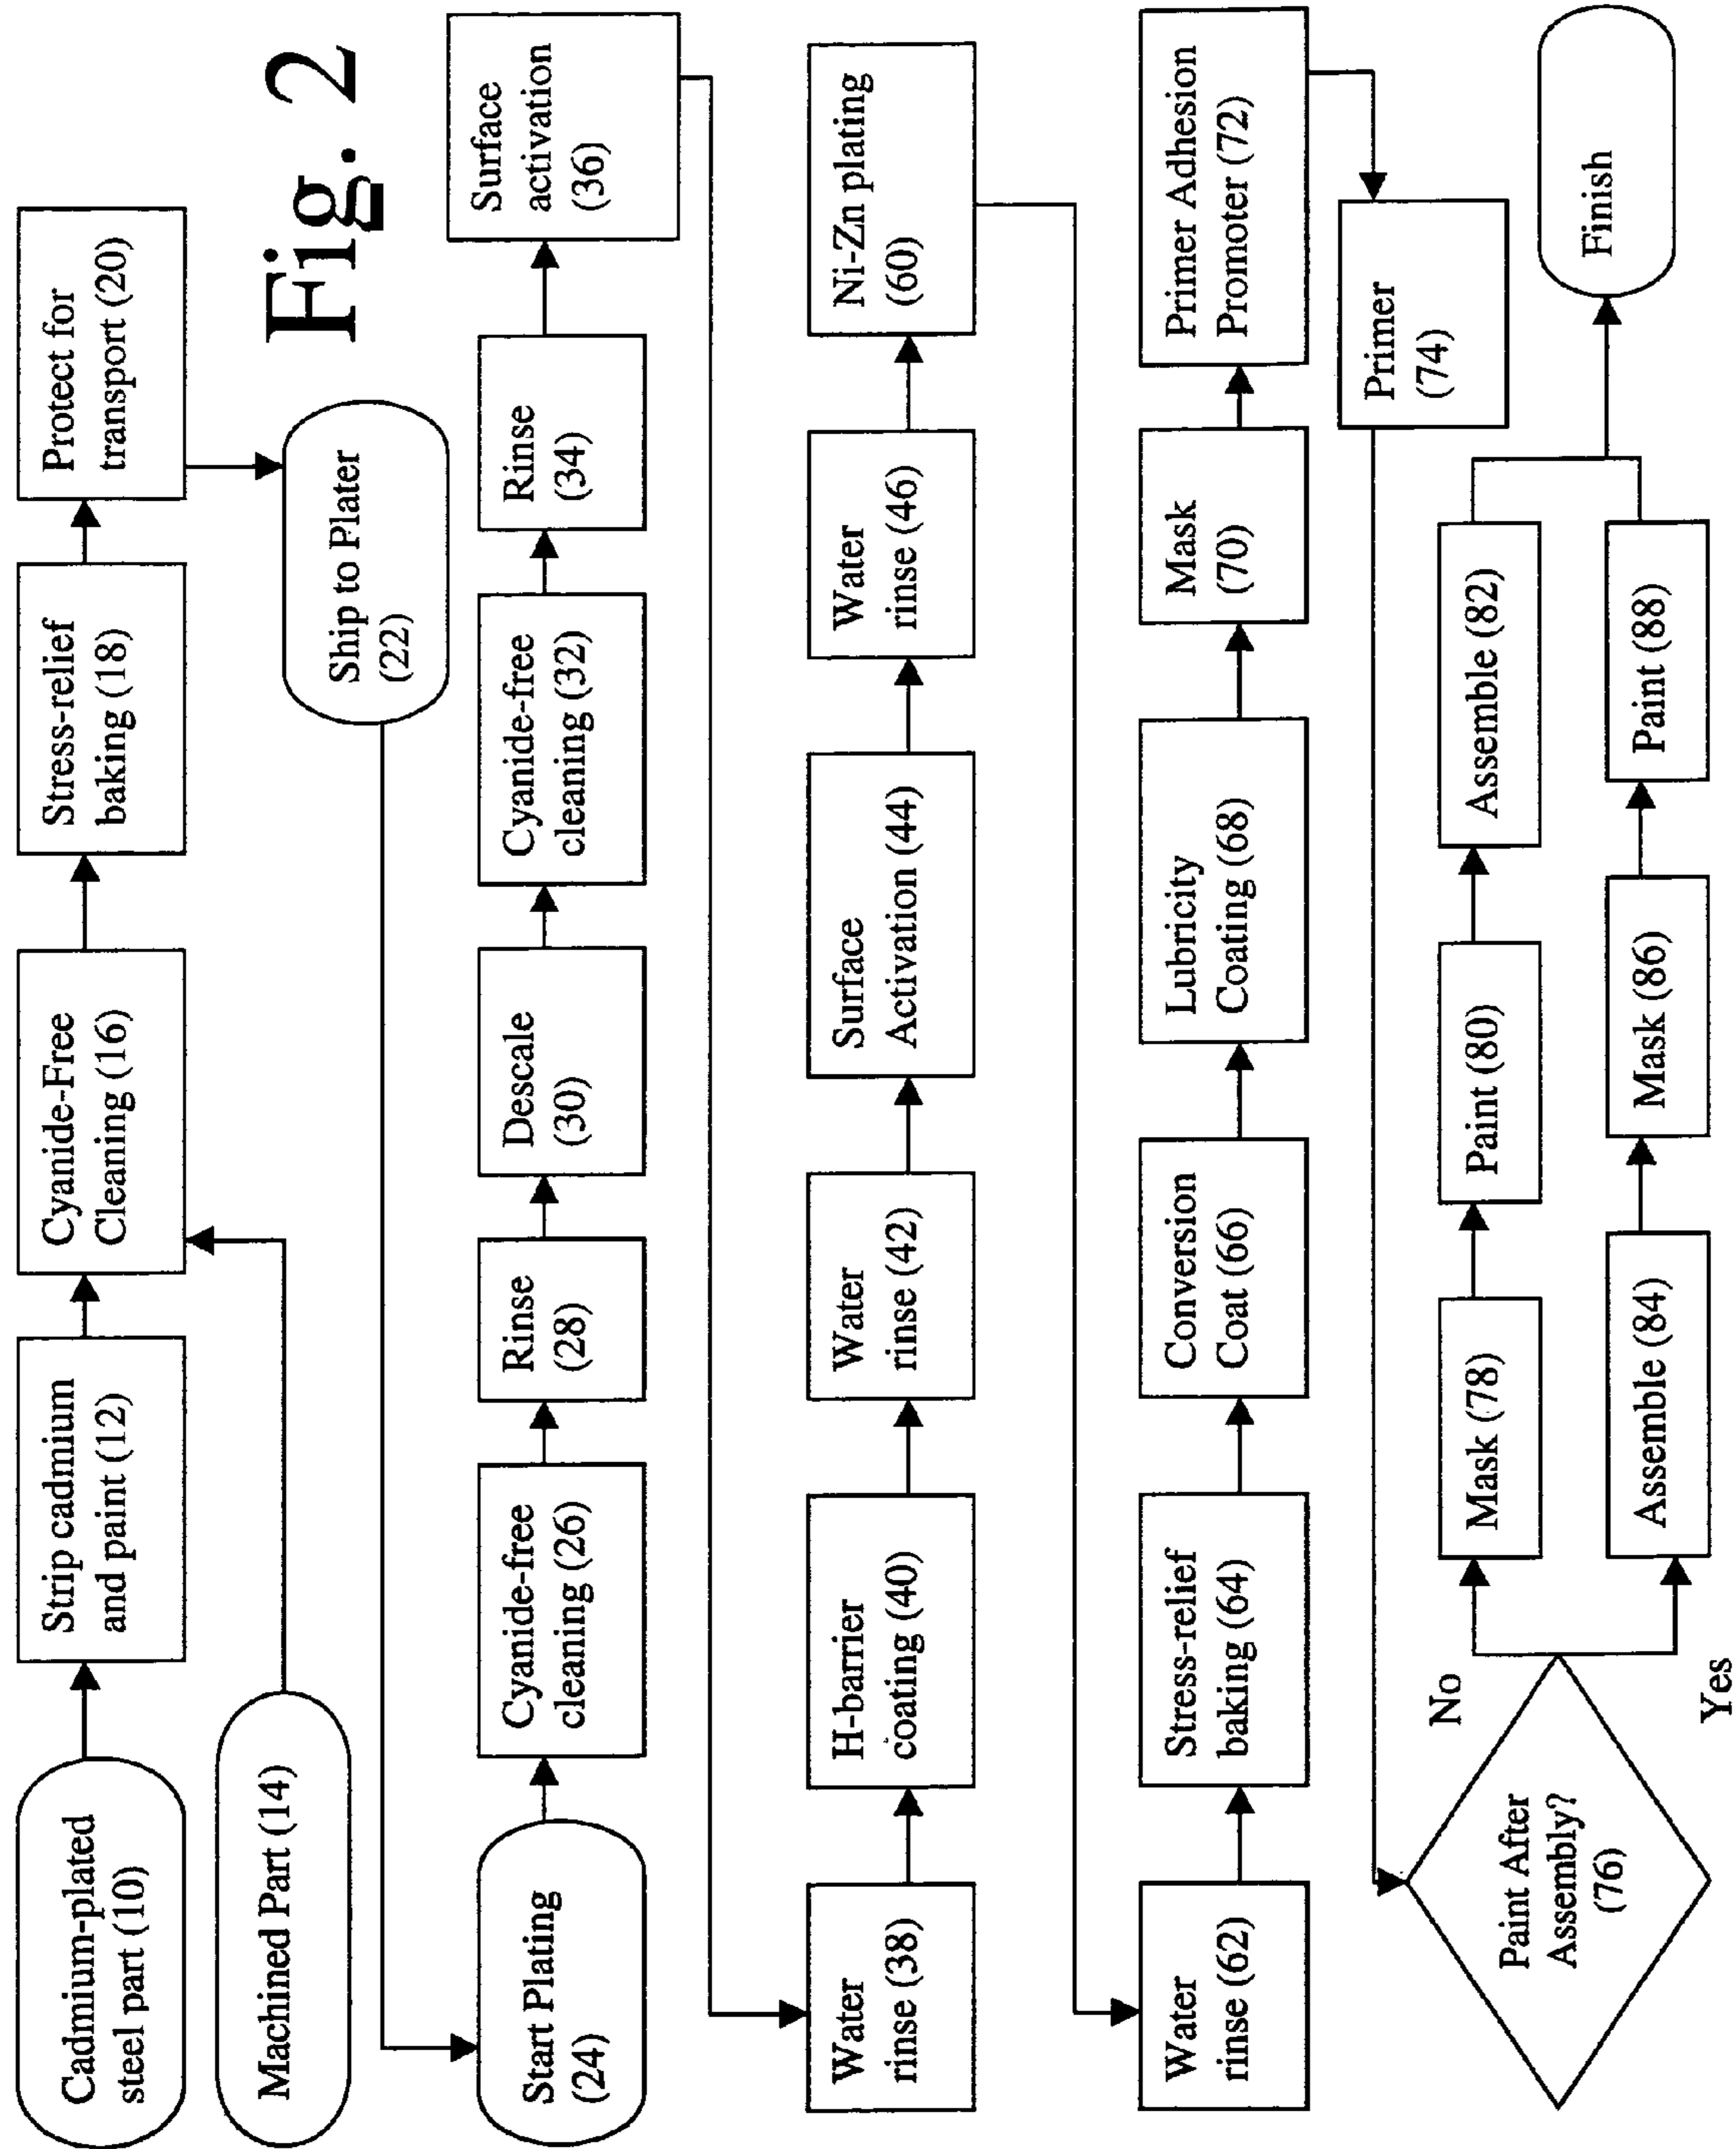 Fig. 2
Cadmium-plated
steel part (10)
Strip cadmium
and paint (12)
Cyanide-Free
Cleaning (16)
Stress-relief
baking (18)
Protect for
transport (20)
Machined Part (14)
Ship to Plater
(22)
Start Plating
(24)
Cyanide-free
cleaning (26)
Rinse
(28)
Descale
(30)
Cyanide-free
cleaning (32)
Rinse
(34)
Surface
activation
(36)
Water
rinse (38)
H-barrier
coating (40)
Water
rinse (42)
Surface
Activation (44)
Water
rinse (46)
Ni-Zn plating
(60)
Water
rinse (62)
Stress-relief
baking (64)
Conversion
Coat (66)
Lubricity
Coating (68)
Mask
(70)
Primer Adhesion
Promoter (72)
Primer
(74)
Paint After
Assembly?
(76)
No
Mask (78)
Paint (80)
Assemble (82)
Yes
Assemble (84)
Mask (86)
Paint (88)
Finish